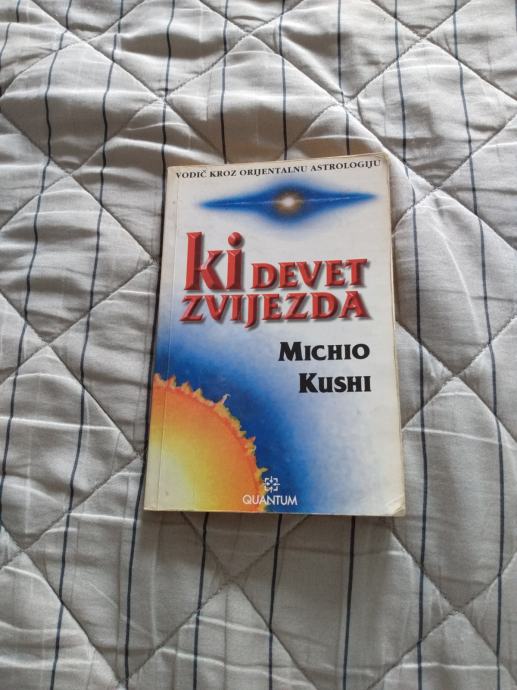 VODIČ KROZ ORIJENTALNU ASTROLOGIJU
Ki DEVET
ZVIJEZDA
MICHIO
KUSHI
QUANTUM